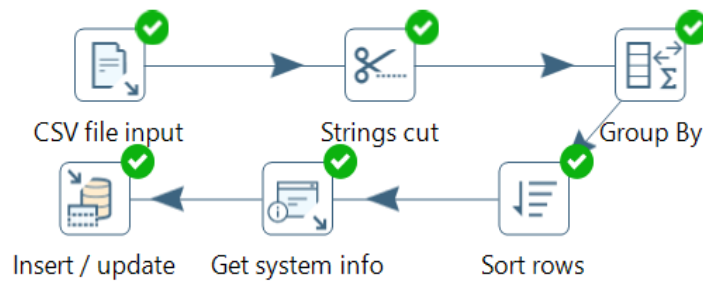 CSV file input
Strings cut
Group By
Insert / update
Get system info
Sort rows